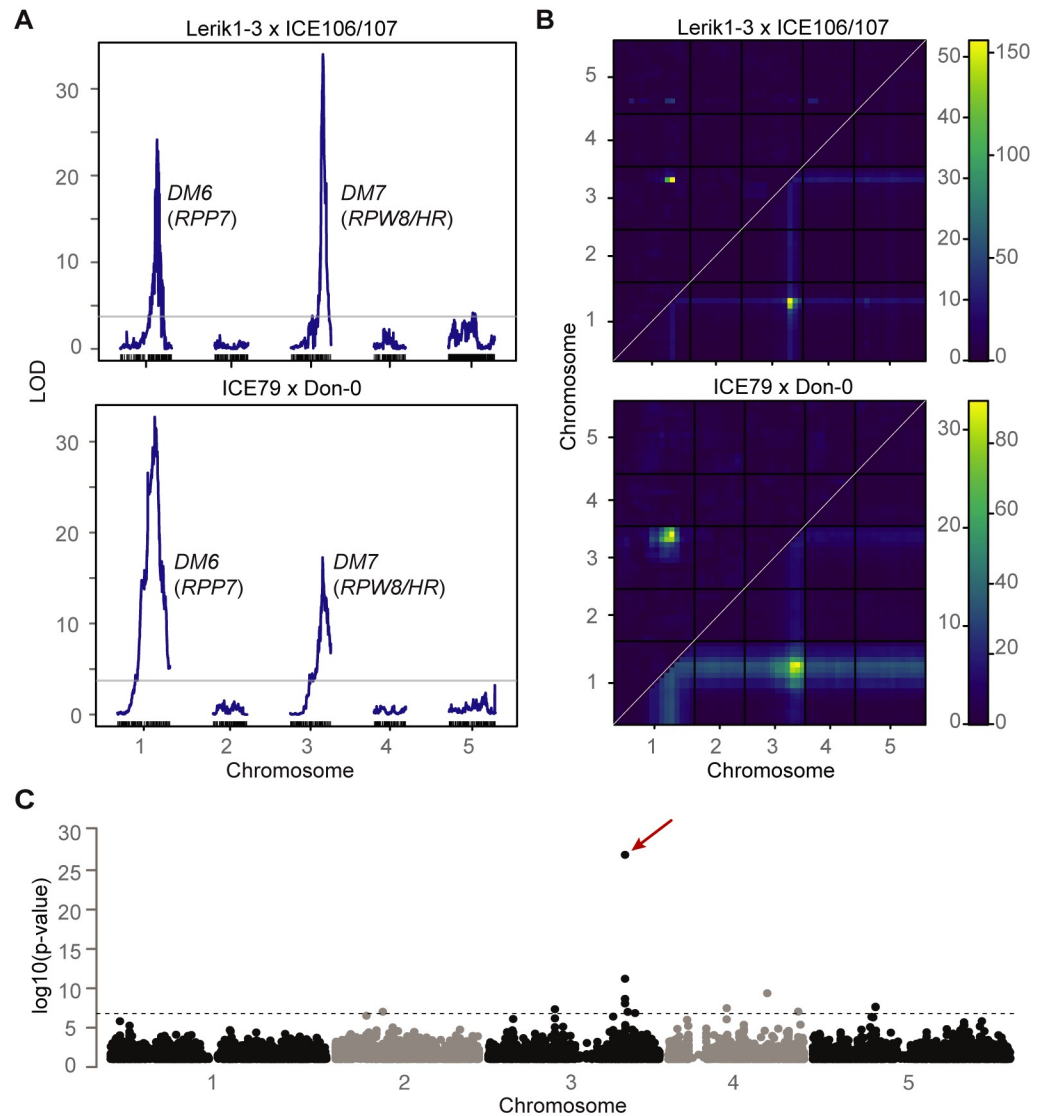 A
Lerik1-3 x ICE106/107
30
20
10
0
DM6
(RPP7)
DM7
(RPW8/HR)
LOD
ICE79 x Don-0
30
20
10
0
DM6
(RPP7)
DM7
(RPW8/HR)
1 2 3 4 5
Chromosome
B
Lerik1-3 x ICE106/107
5
4
3
2
1
50
40
30
20
10
0
150
100
50
0
Chromosome
ICE79 x Don-0
5
4
3
2
1
30
20
10
0
80
60
40
20
0
1 2 3 4 5
Chromosome
C
30
25
20
15
10
5
0
log10(p-value)
1 2 3 4 5
Chromosome